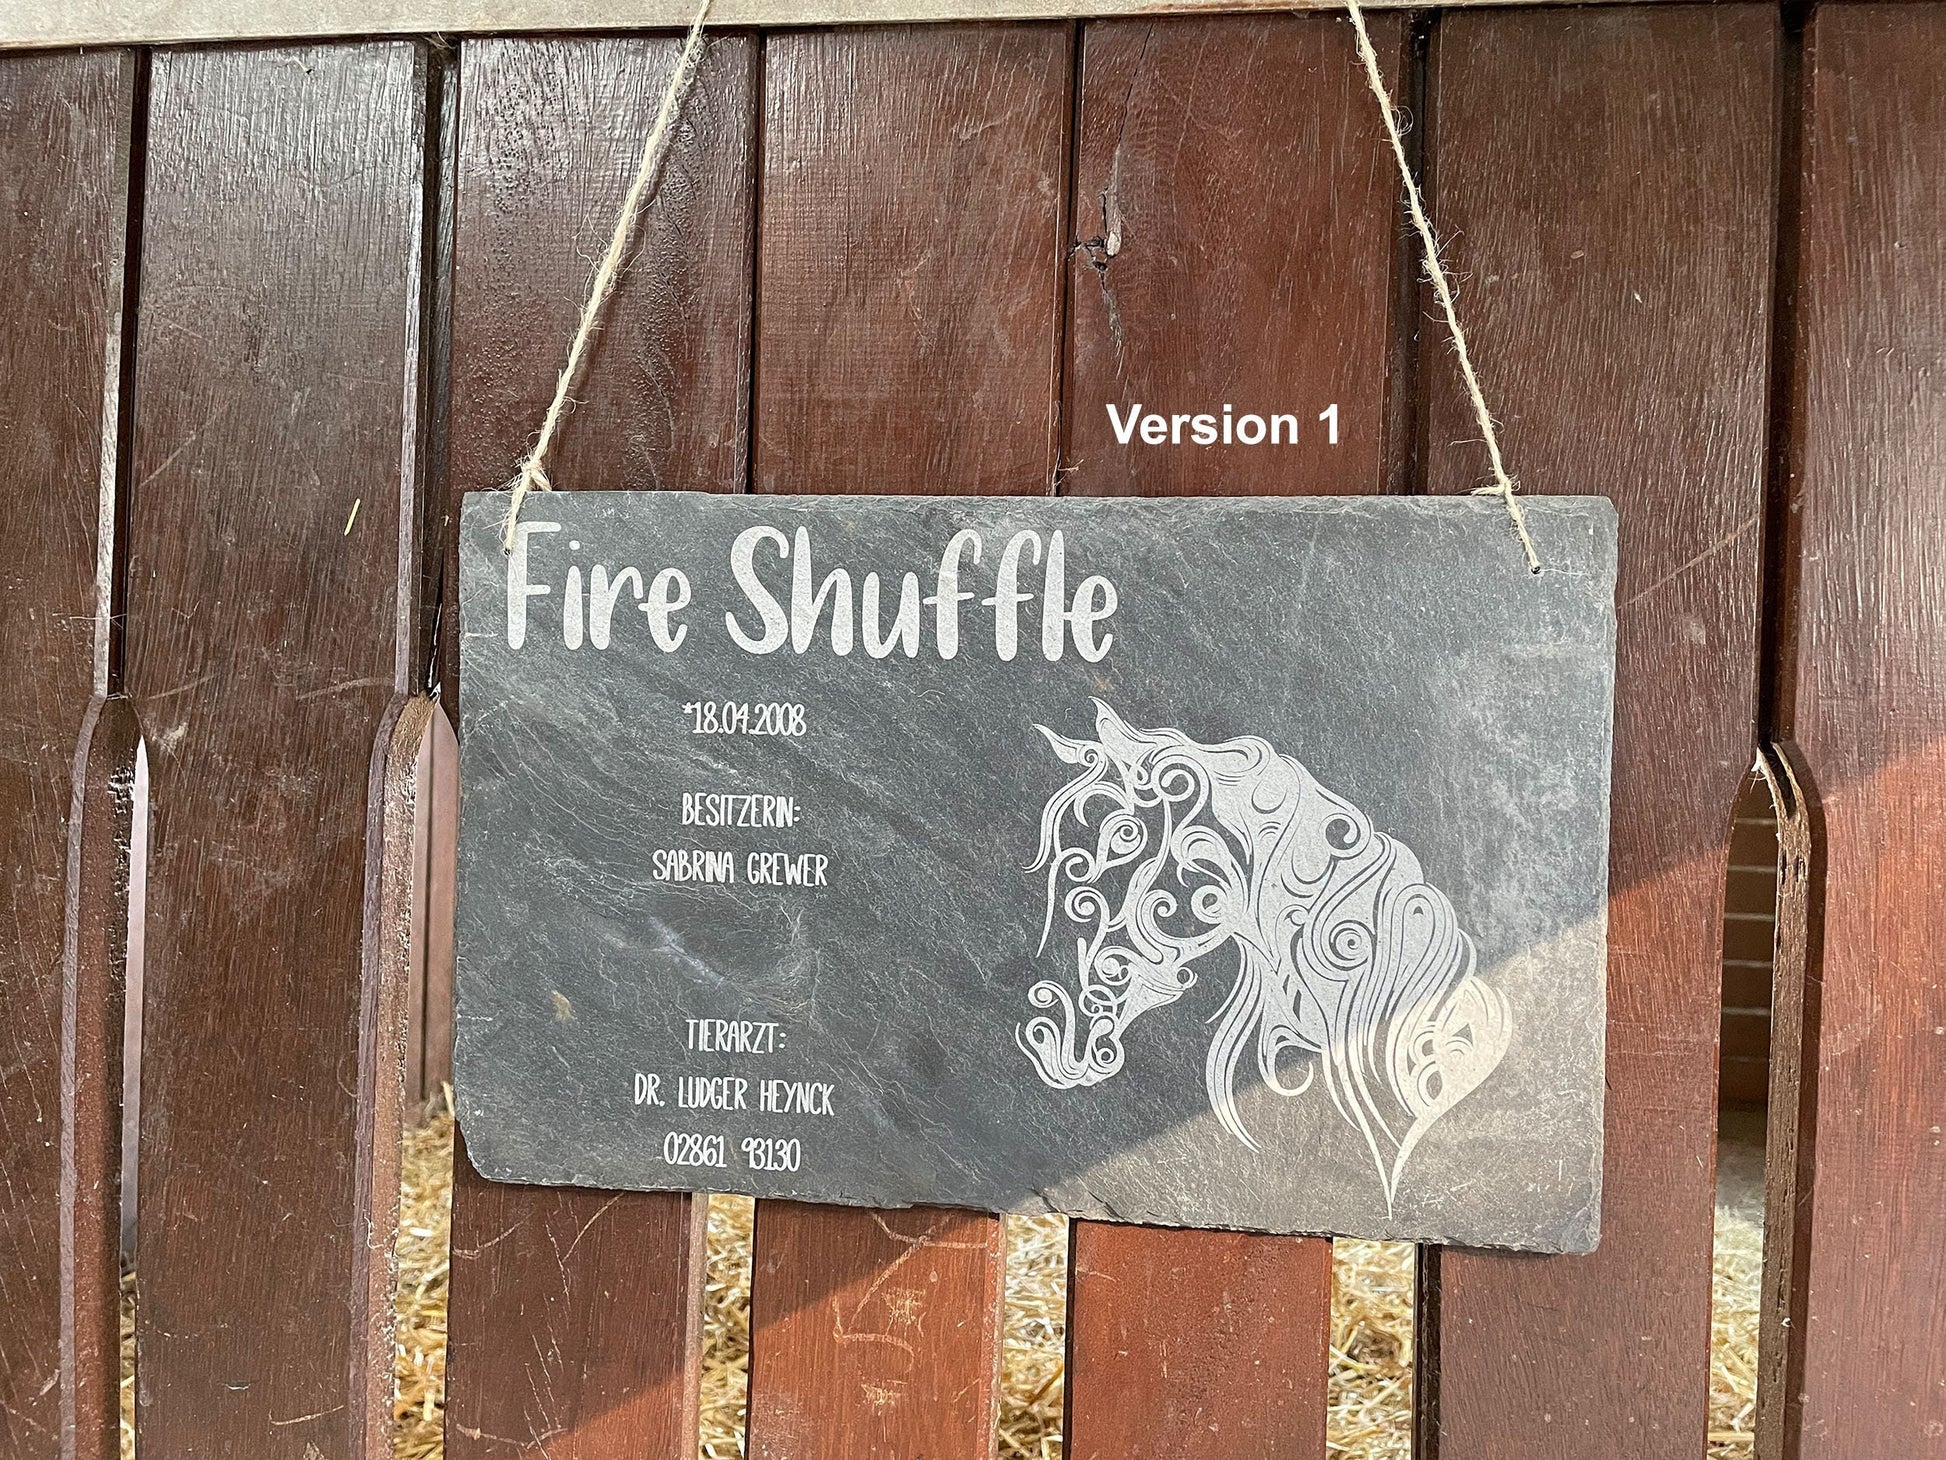 Version 1
Fire Shuffle
*18.04.2008
BESITZERIN:
SABRINA GREWER
TIERARZT:
DR. LUDGER HEYNCK
02861 93130